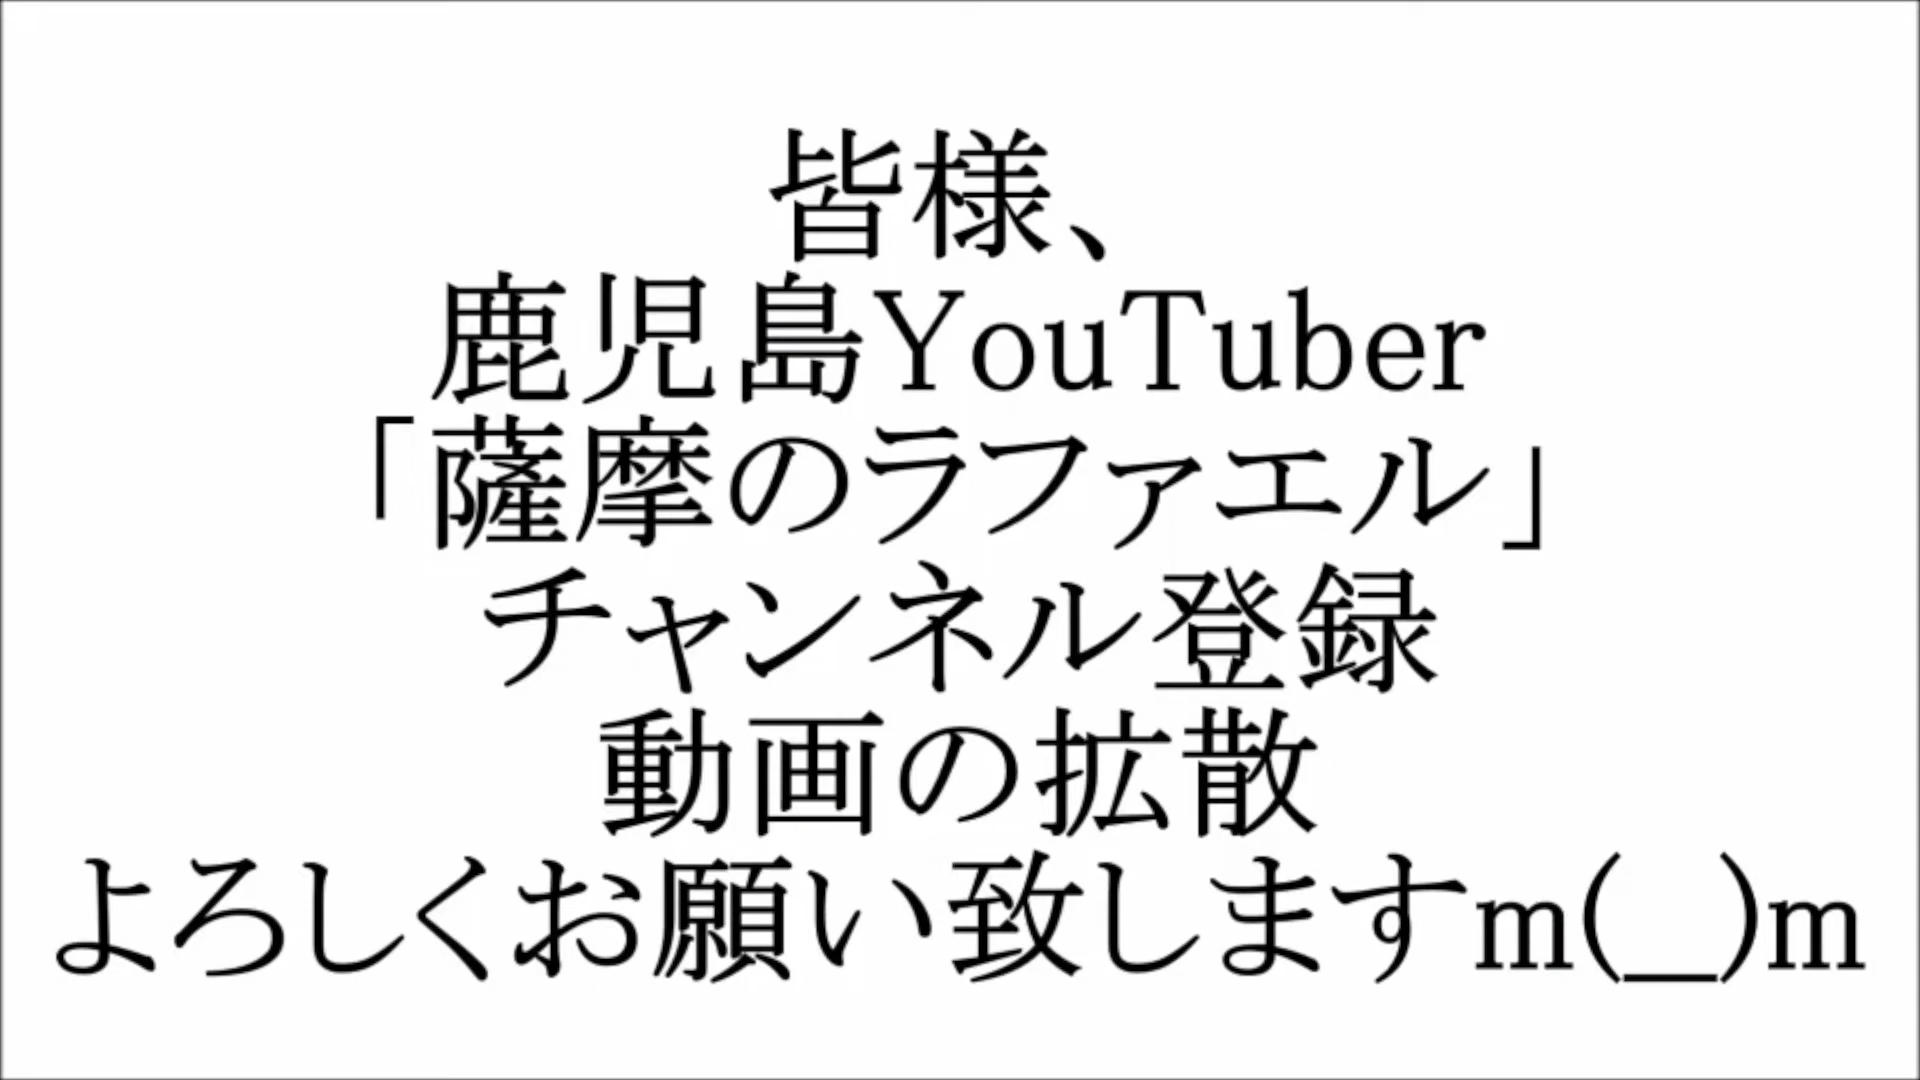 皆様、
鹿児島YouTuber
「薩摩のラファエル」
チャンネル登録
動画の拡散
よろしくお願い致しますm(__)m